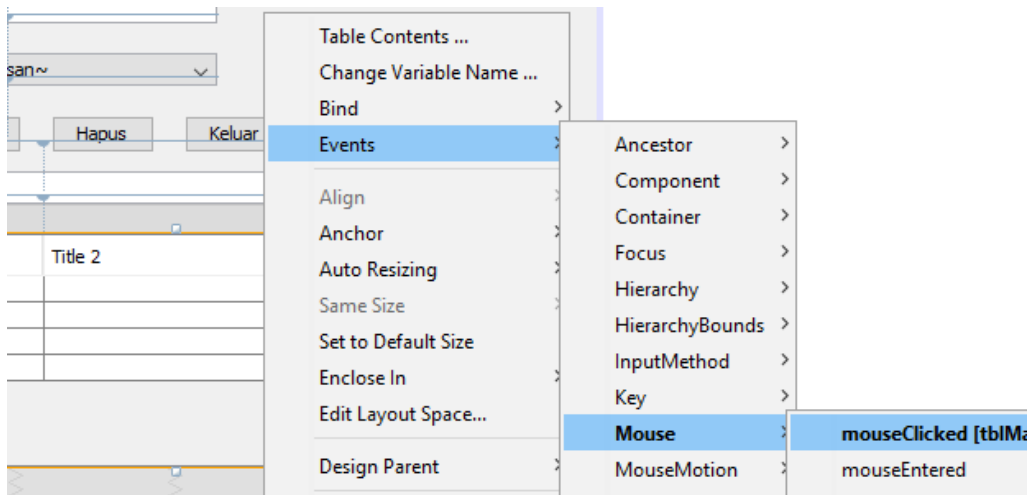 san~
Hapus
Keluar
Title 2
Table Contents ...
Change Variable Name ...
Bind
Events
Align
Anchor
Auto Resizing
Same Size
Set to Default Size
Enclose In
Edit Layout Space...
Design Parent
Ancestor
Component
Container
Focus
Hierarchy
HierarchyBounds
InputMethod
Key
Mouse
MouseMotion
mouseClicked [tblMa
mouseEntered